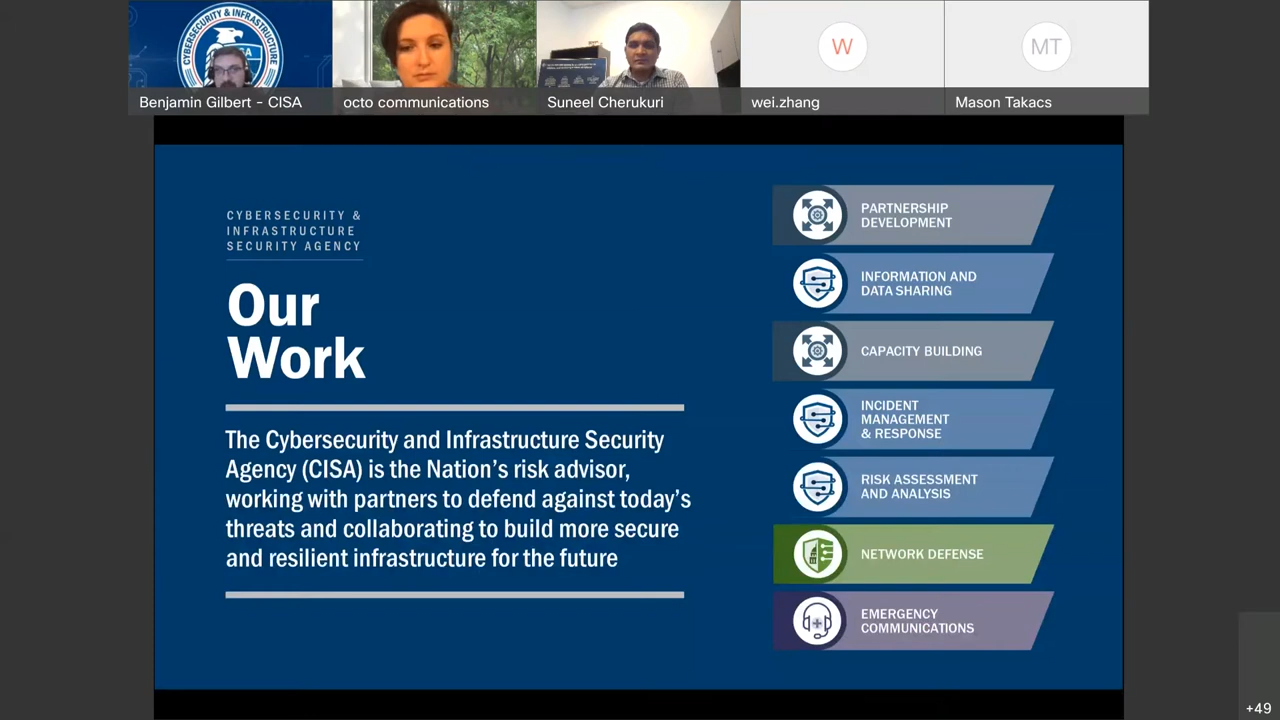 CYBERSECURITY & INFRASTRUCTURE
Benjamin Gilbert - CISA
octo communications
Suneel Cherukuri
W
wei.zhang
MT
Mason Takacs
CYBERSECURITY &
INFRASTRUCTURE
SECURITY AGENCY
Our
Work
The Cybersecurity and Infrastructure Security
Agency (CISA) is the Nation's risk advisor,
working with partners to defend against today's
threats and collaborating to build more secure
and resilient infrastructure for the future
PARTNERSHIP
DEVELOPMENT
INFORMATION AND
DATA SHARING
CAPACITY BUILDING
INCIDENT
MANAGEMENT
& RESPONSE
RISK ASSESSMENT
AND ANALYSIS
NETWORK DEFENSE
EMERGENCY
COMMUNICATIONS
+49